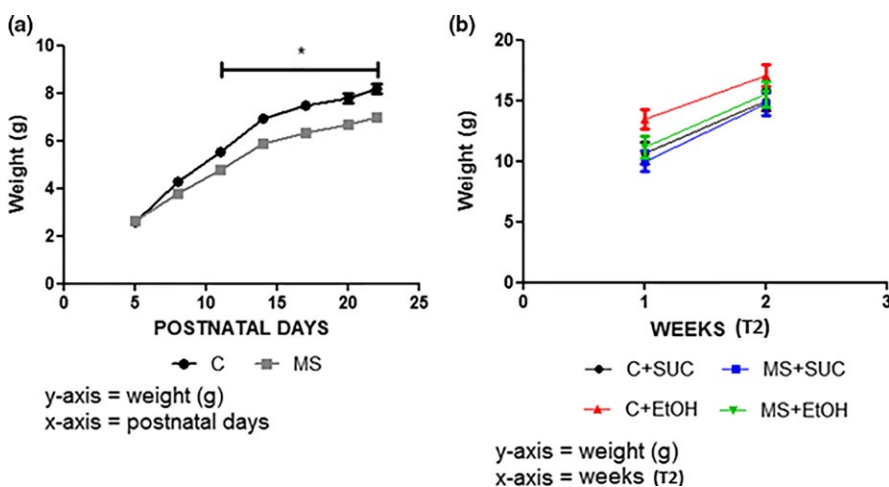 (a)
*
10
8
6
4
2
0
Weight (g)
0 5 10 15 20 25
POSTNATAL DAYS
C MS
y-axis = weight (g)
x-axis = postnatal days
(b)
20
15
10
5
0
Weight (g)
0 1 2 3
WEEKS (T2)
C+SUC MS+SUC
C+EtOH MS+EtOH
y-axis = weight (g)
x-axis = weeks (T2)